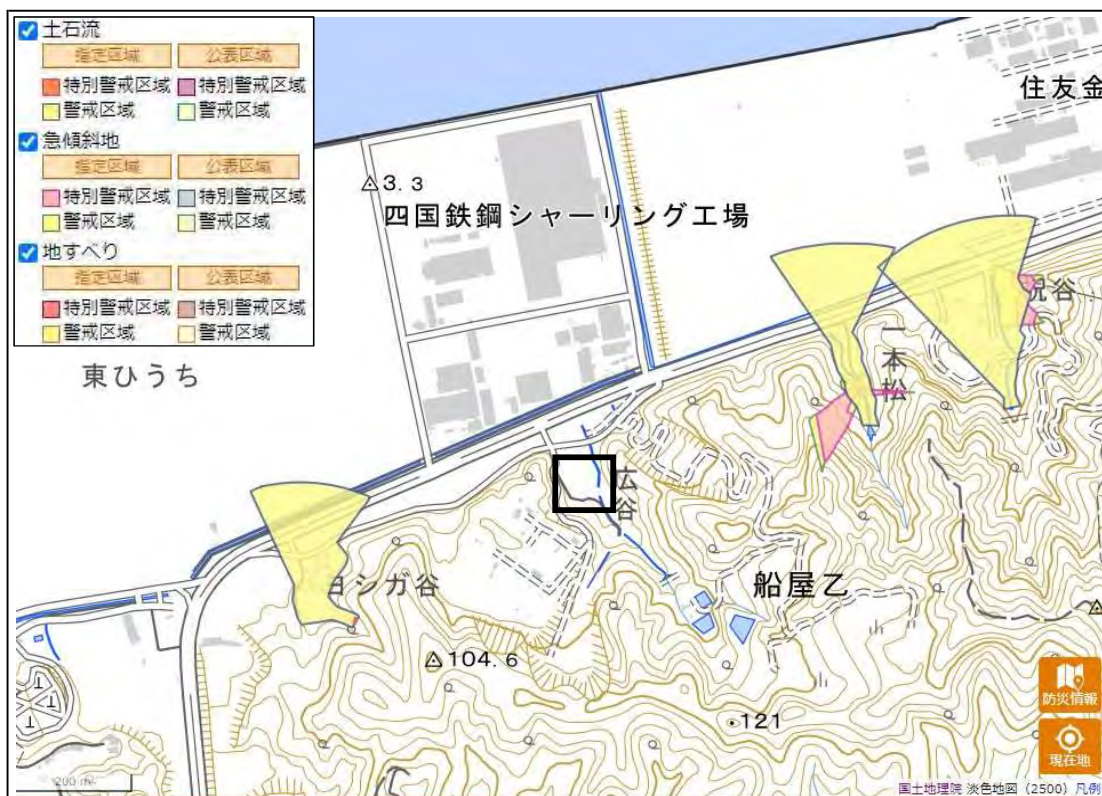 土石流
指定区域 公表区域
特別警戒区域 特別警戒区域
警戒区域 警戒区域
急傾斜地
指定区域 公表区域
特別警戒区域 特別警戒区域
警戒区域 警戒区域
地すべり
指定区域 公表区域
特別警戒区域 特別警戒区域
警戒区域 警戒区域
住友金
3.3
四国鉄鋼シャーリング工場
東ひうち
一本松
広谷
ヨシガ谷
船屋乙
104.6
121
防災情報
現在地
200 m
国土地理院 淡色地図 (2500) 凡例